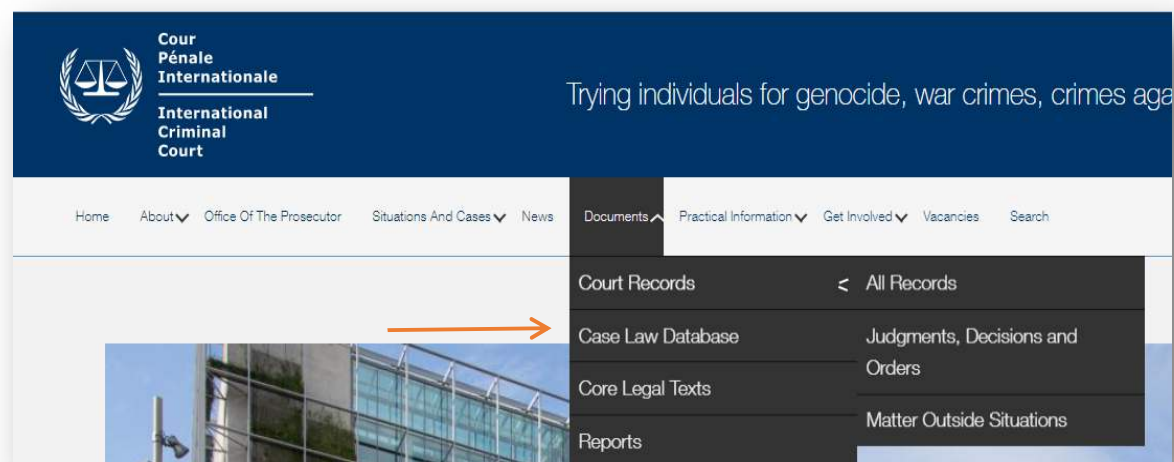 Cour
Pénale
Internationale
International
Criminal
Court
Trying individuals for genocide, war crimes, crimes aga
Home About Office Of The Prosecutor Situations And Cases News Documents Practical Information Get Involved Vacancies Search
Court Records < All Records
Case Law Database
Judgments, Decisions and
Orders
Core Legal Texts
Matter Outside Situations
Reports